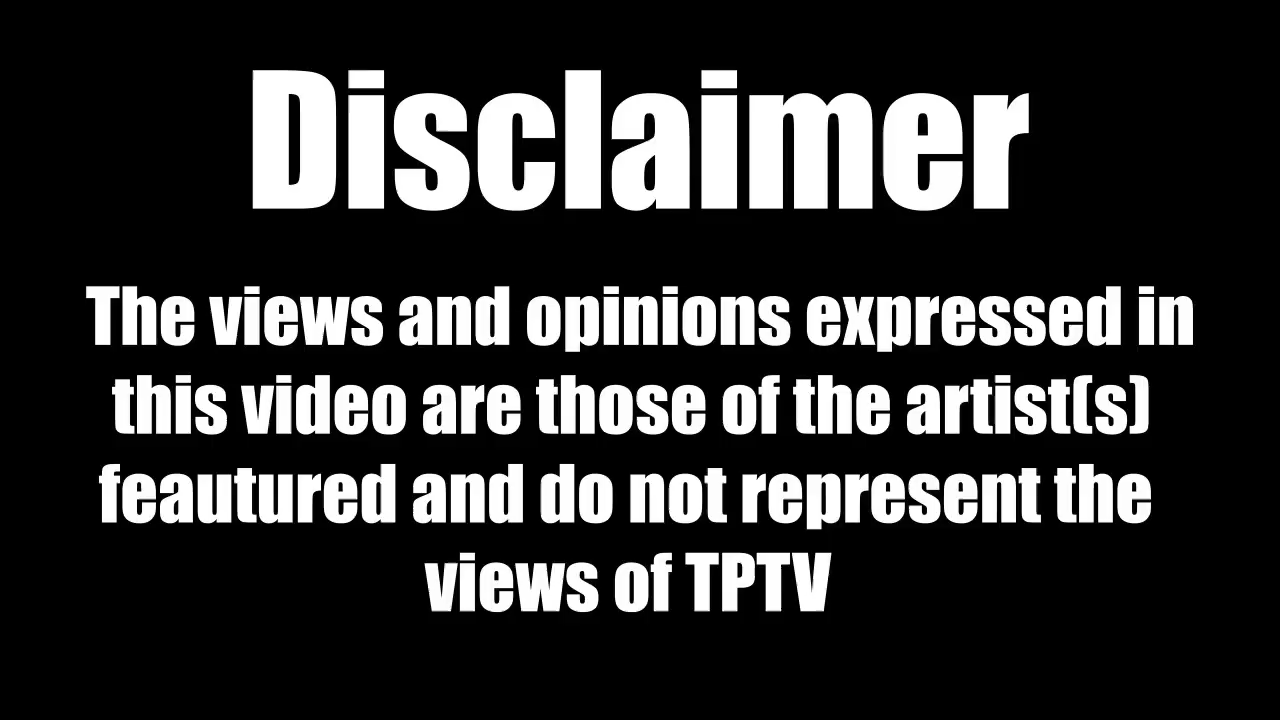 Disclaimer
The views and opinions expressed in
this video are those of the artist(s)
feautured and do not represent the
views of TPTV